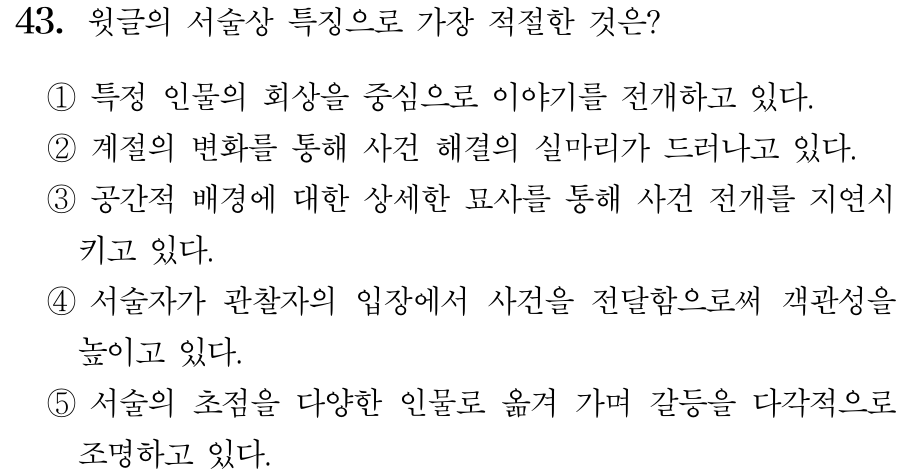 43. 윗글의 서술상 특징으로 가장 적절한 것은?
① 특정 인물의 회상을 중심으로 이야기를 전개하고 있다.
② 계절의 변화를 통해 사건 해결의 실마리가 드러나고 있다.
③ 공간적 배경에 대한 상세한 묘사를 통해 사건 전개를 지연시
키고 있다.
④ 서술자가 관찰자의 입장에서 사건을 전달함으로써 객관성을
높이고 있다.
⑤ 서술의 초점을 다양한 인물로 옮겨 가며 갈등을 다각적으로
조명하고 있다.